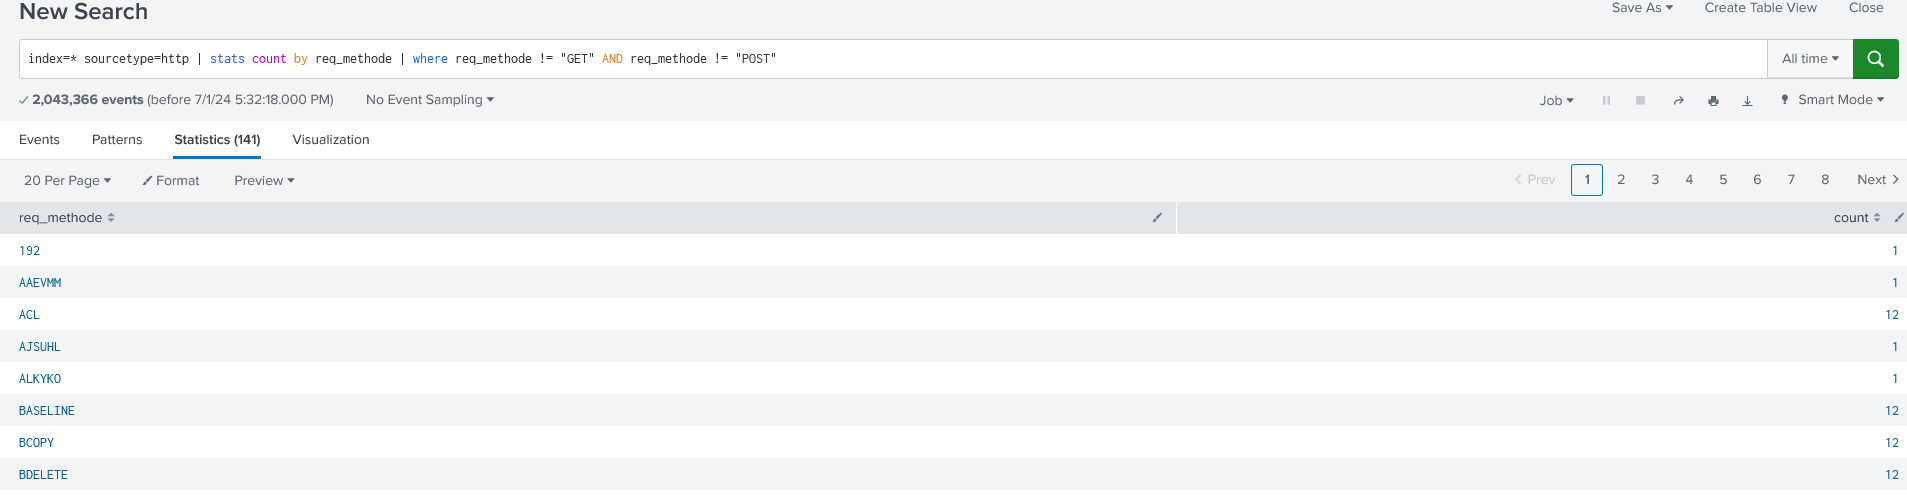 New Search
Save As Create Table View Close
index=* sourcetype=http | stats count by req_methode | where req_methode != "GET" AND req_methode != "POST"
All time
2,043,366 events (before 7/1/24 5:32:18.000 PM) No Event Sampling
Job Smart Mode
Events Patterns Statistics (141) Visualization
20 Per Page Format Preview
< Prev 1 2 3 4 5 6 7 8 Next >
req_methode count
192 1
AAEVMM 1
ACL 12
AJSUHL 1
ALKYKO 1
BASELINE 12
BCOPY 12
BDELETE 12